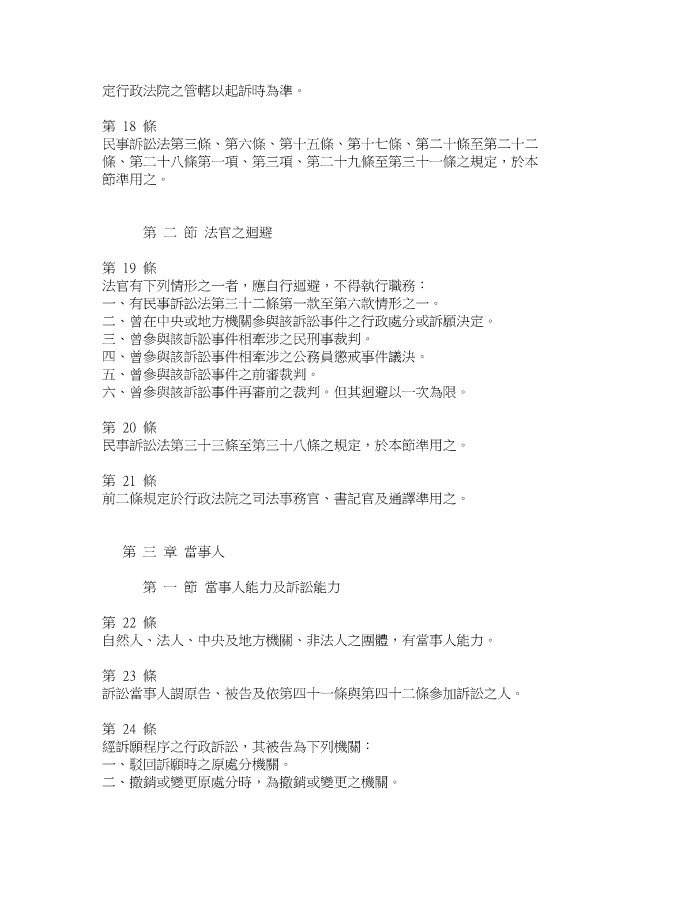 定行政法院之管轄以起訴時為準。
第 18 條
民事訴訟法第三條、第六條、第十五條、第十七條、第二十條至第二十二
條、第二十八條第一項、第三項、第二十九條至第三十一條之規定，於本
節準用之。
第 二 節 法官之迴避
第 19 條
法官有下列情形之一者，應自行迴避，不得執行職務：
一、有民事訴訟法第三十二條第一款至第六款情形之一。
二、曾在中央或地方機關參與該訴訟事件之行政處分或訴願決定。
三、曾參與該訴訟事件相牽涉之民刑事裁判。
四、曾參與該訴訟事件相牽涉之公務員懲戒事件議決。
五、曾參與該訴訟事件之前審裁判。
六、曾參與該訴訟事件再審前之裁判。但其迴避以一次為限。
第 20 條
民事訴訟法第三十三條至第三十八條之規定，於本節準用之。
第 21 條
前二條規定於行政法院之司法事務官、書記官及通譯準用之。
第 三 章 當事人
第 一 節 當事人能力及訴訟能力
第 22 條
自然人、法人、中央及地方機關、非法人之團體，有當事人能力。
第 23 條
訴訟當事人謂原告、被告及依第四十一條與第四十二條參加訴訟之人。
第 24 條
經訴願程序之行政訴訟，其被告為下列機關：
一、駁回訴願時之原處分機關。
二、撤銷或變更原處分時，為撤銷或變更之機關。